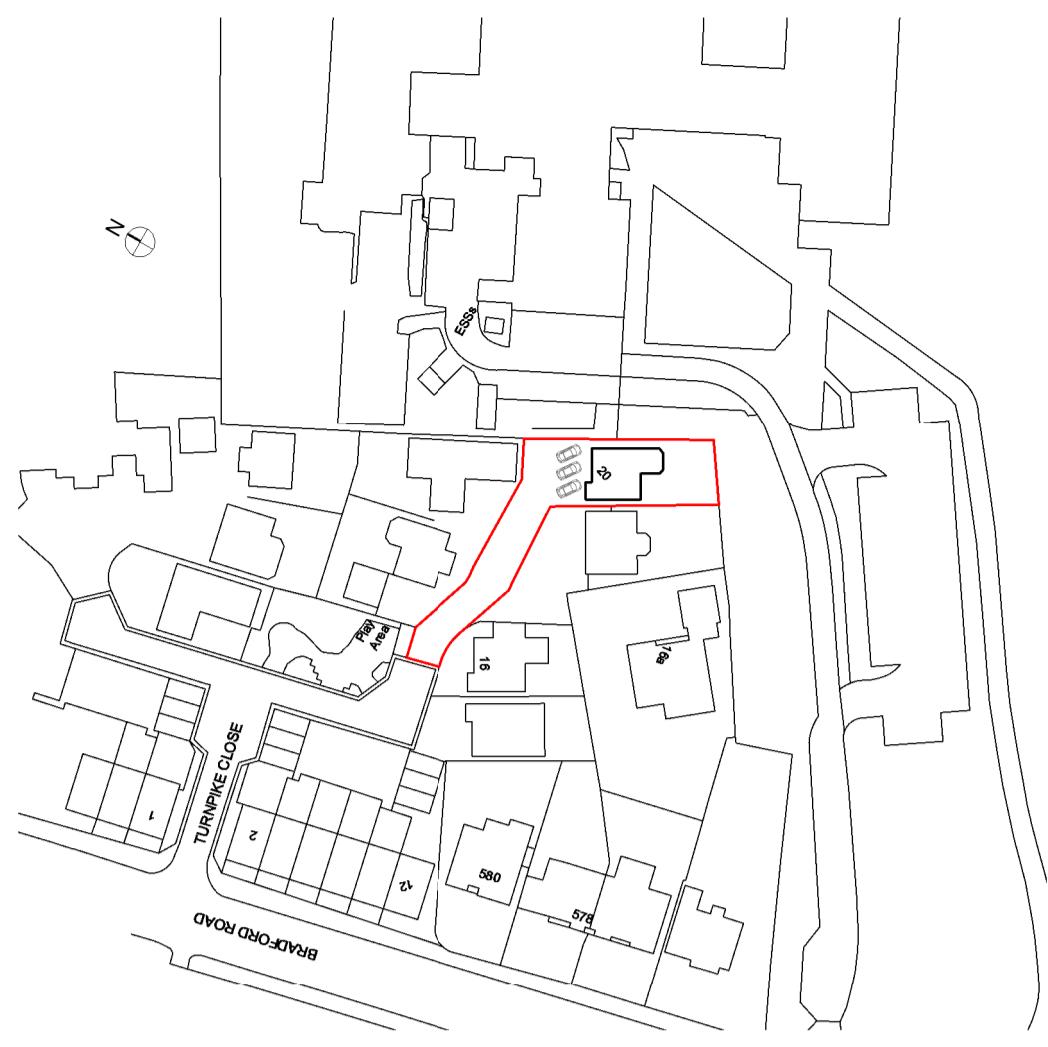 N
ESSs
20
Play
Area
16
16a
TURNPIKE CLOSE
1
2
12
580
578
BRADFORD ROAD